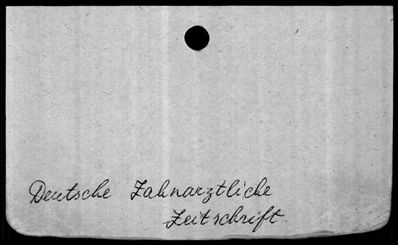 Deutsche Zahnarztliche
Zeitschrift.